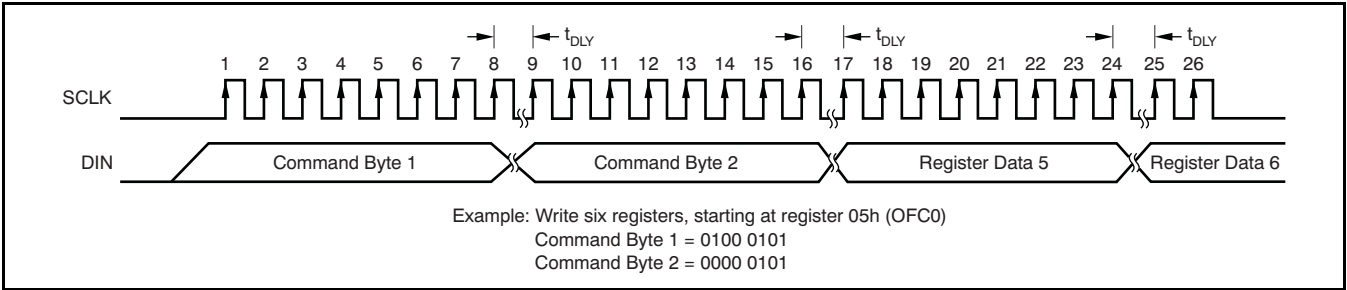 tDLY tDLY tDLY
1 2 3 4 5 6 7 8 9 10 11 12 13 14 15 16 17 18 19 20 21 22 23 24 25 26
SCLK
DIN Command Byte 1 Command Byte 2 Register Data 5 Register Data 6
Example: Write six registers, starting at register 05h (OFC0)
Command Byte 1 = 0100 0101
Command Byte 2 = 0000 0101